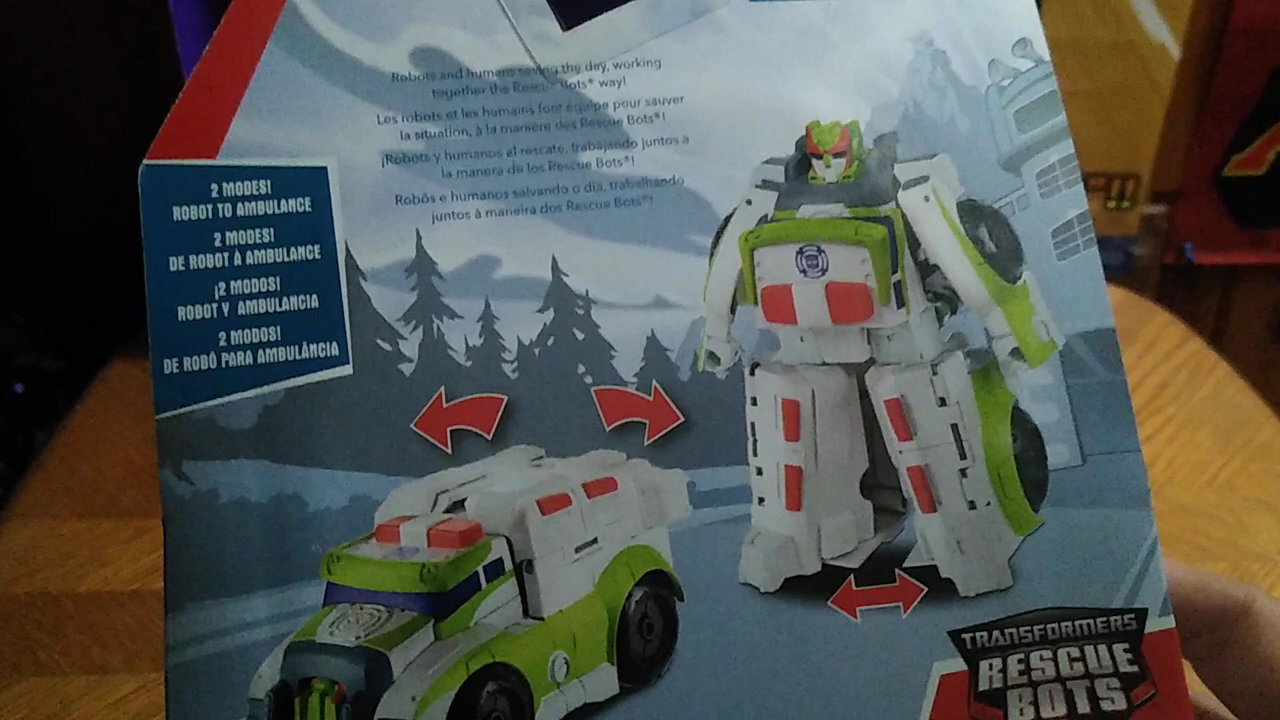 Robots and humans saving the day, working
together the Rescue Bots® way!
Les robots et les humains font équipe pour sauver
la situation, à la manière des Rescue Bots®!
¡Robots y humanos al rescate, trabajando juntos a
la manera de los Rescue Bots®!
Robôs e humanos salvando o dia, trabalhando
juntos à maneira dos Rescue Bots®!
2 MODES!
ROBOT TO AMBULANCE
2 MODES!
DE ROBOT À AMBULANCE
¡2 MODOS!
ROBOT Y AMBULANCIA
2 MODOS!
DE ROBÔ PARA AMBULÂNCIA
TRANSFORMERS
RESCUE
BOTS